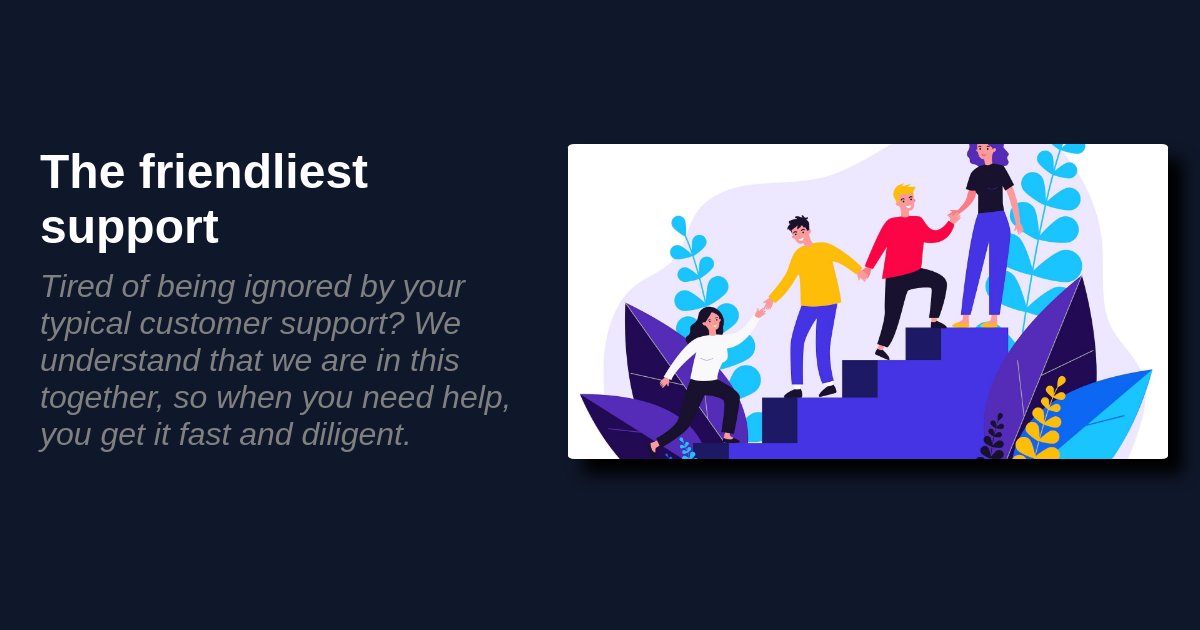 The friendliest
support
Tired of being ignored by your
typical customer support? We
understand that we are in this
together, so when you need help,
you get it fast and diligent.